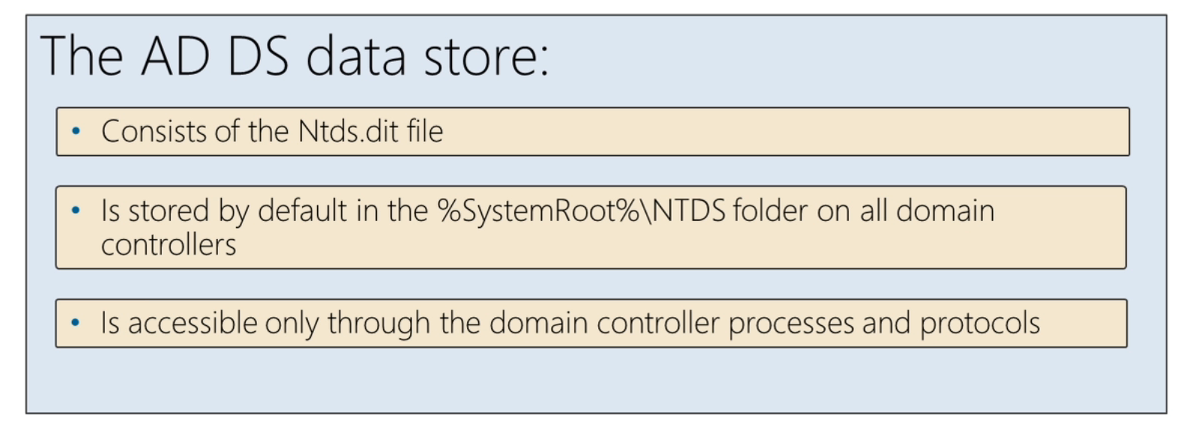 The AD DS data store:
• Consists of the Ntds.dit file
• Is stored by default in the %SystemRoot%\NTDS folder on all domain
controllers
• Is accessible only through the domain controller processes and protocols